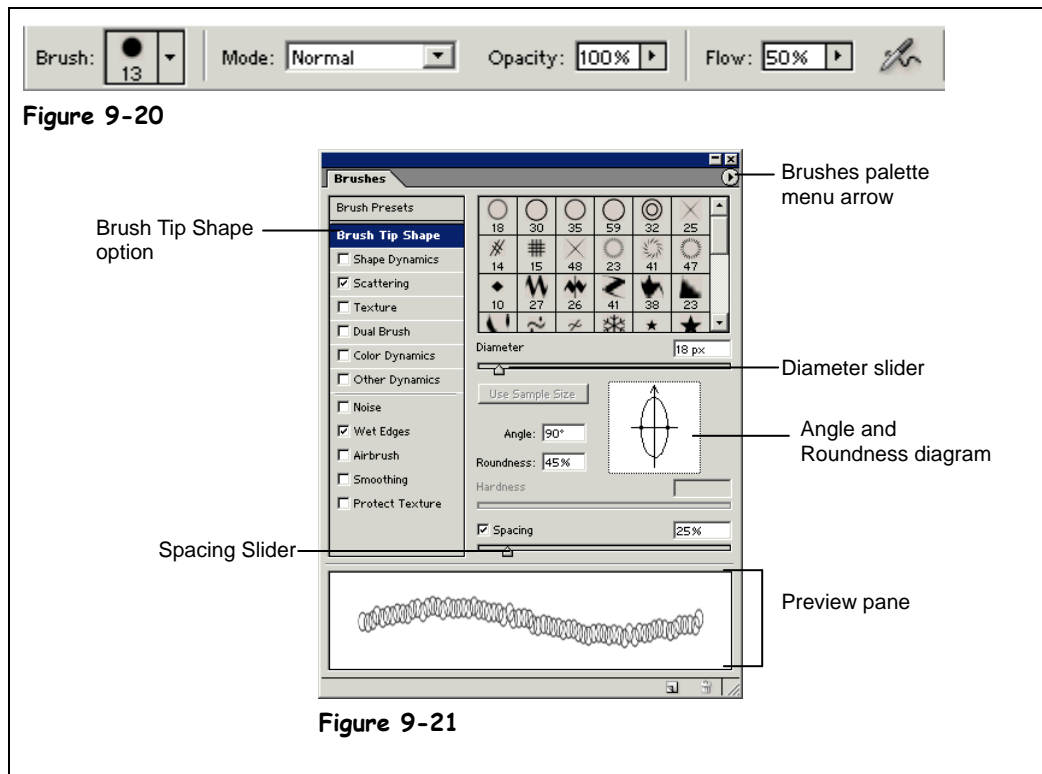 Brush: 13 Mode: Normal Opacity: 100% Flow: 50%
Figure 9-20
Brushes
Brushes palette
menu arrow
Brush Tip Shape
option
Brush Presets
Brush Tip Shape
Shape Dynamics
Scattering
Texture
Dual Brush
Color Dynamics
Other Dynamics
Noise
Wet Edges
Airbrush
Smoothing
Protect Texture
18 30 35 59 32 25
14 15 48 23 41 47
10 27 26 41 38 23
Diameter 18 px
Diameter slider
Use Sample Size
Angle: 90°
Roundness: 45%
Angle and
Roundness diagram
Hardness
Spacing 25%
Spacing Slider
Preview pane
Figure 9-21